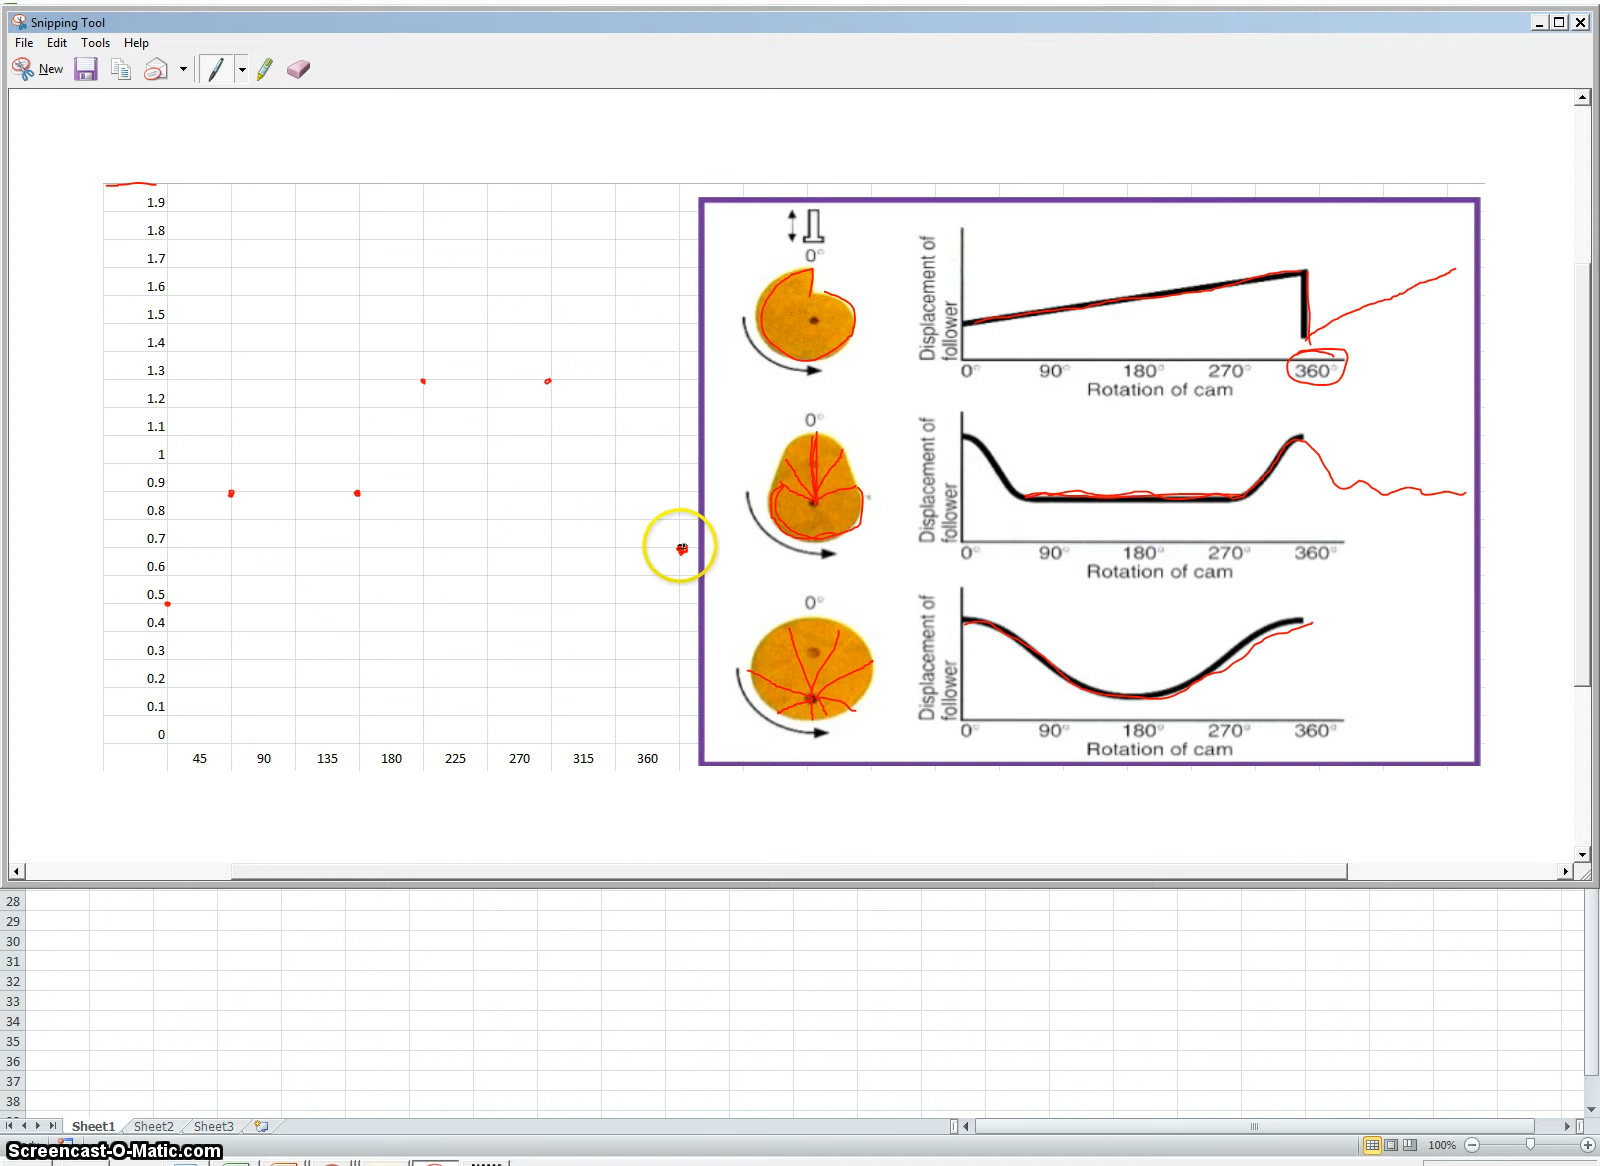 Snipping Tool
File Edit Tools Help
New
1.9
1.8
1.7
1.6
1.5
1.4
1.3
1.2
1.1
1
0.9
0.8
0.7
0.6
0.5
0.4
0.3
0.2
0.1
0
45 90 135 180 225 270 315 360
0°
Displacement of
follower
0° 90° 180° 270° 360°
Rotation of cam
0°
Displacement of
follower
0° 90° 180° 270° 360°
Rotation of cam
0°
Displacement of
follower
0° 90° 180° 270° 360°
Rotation of cam
28
29
30
31
32
33
34
35
36
37
38
Sheet1 Sheet2 Sheet3
100%
Screencast-O-Matic.com